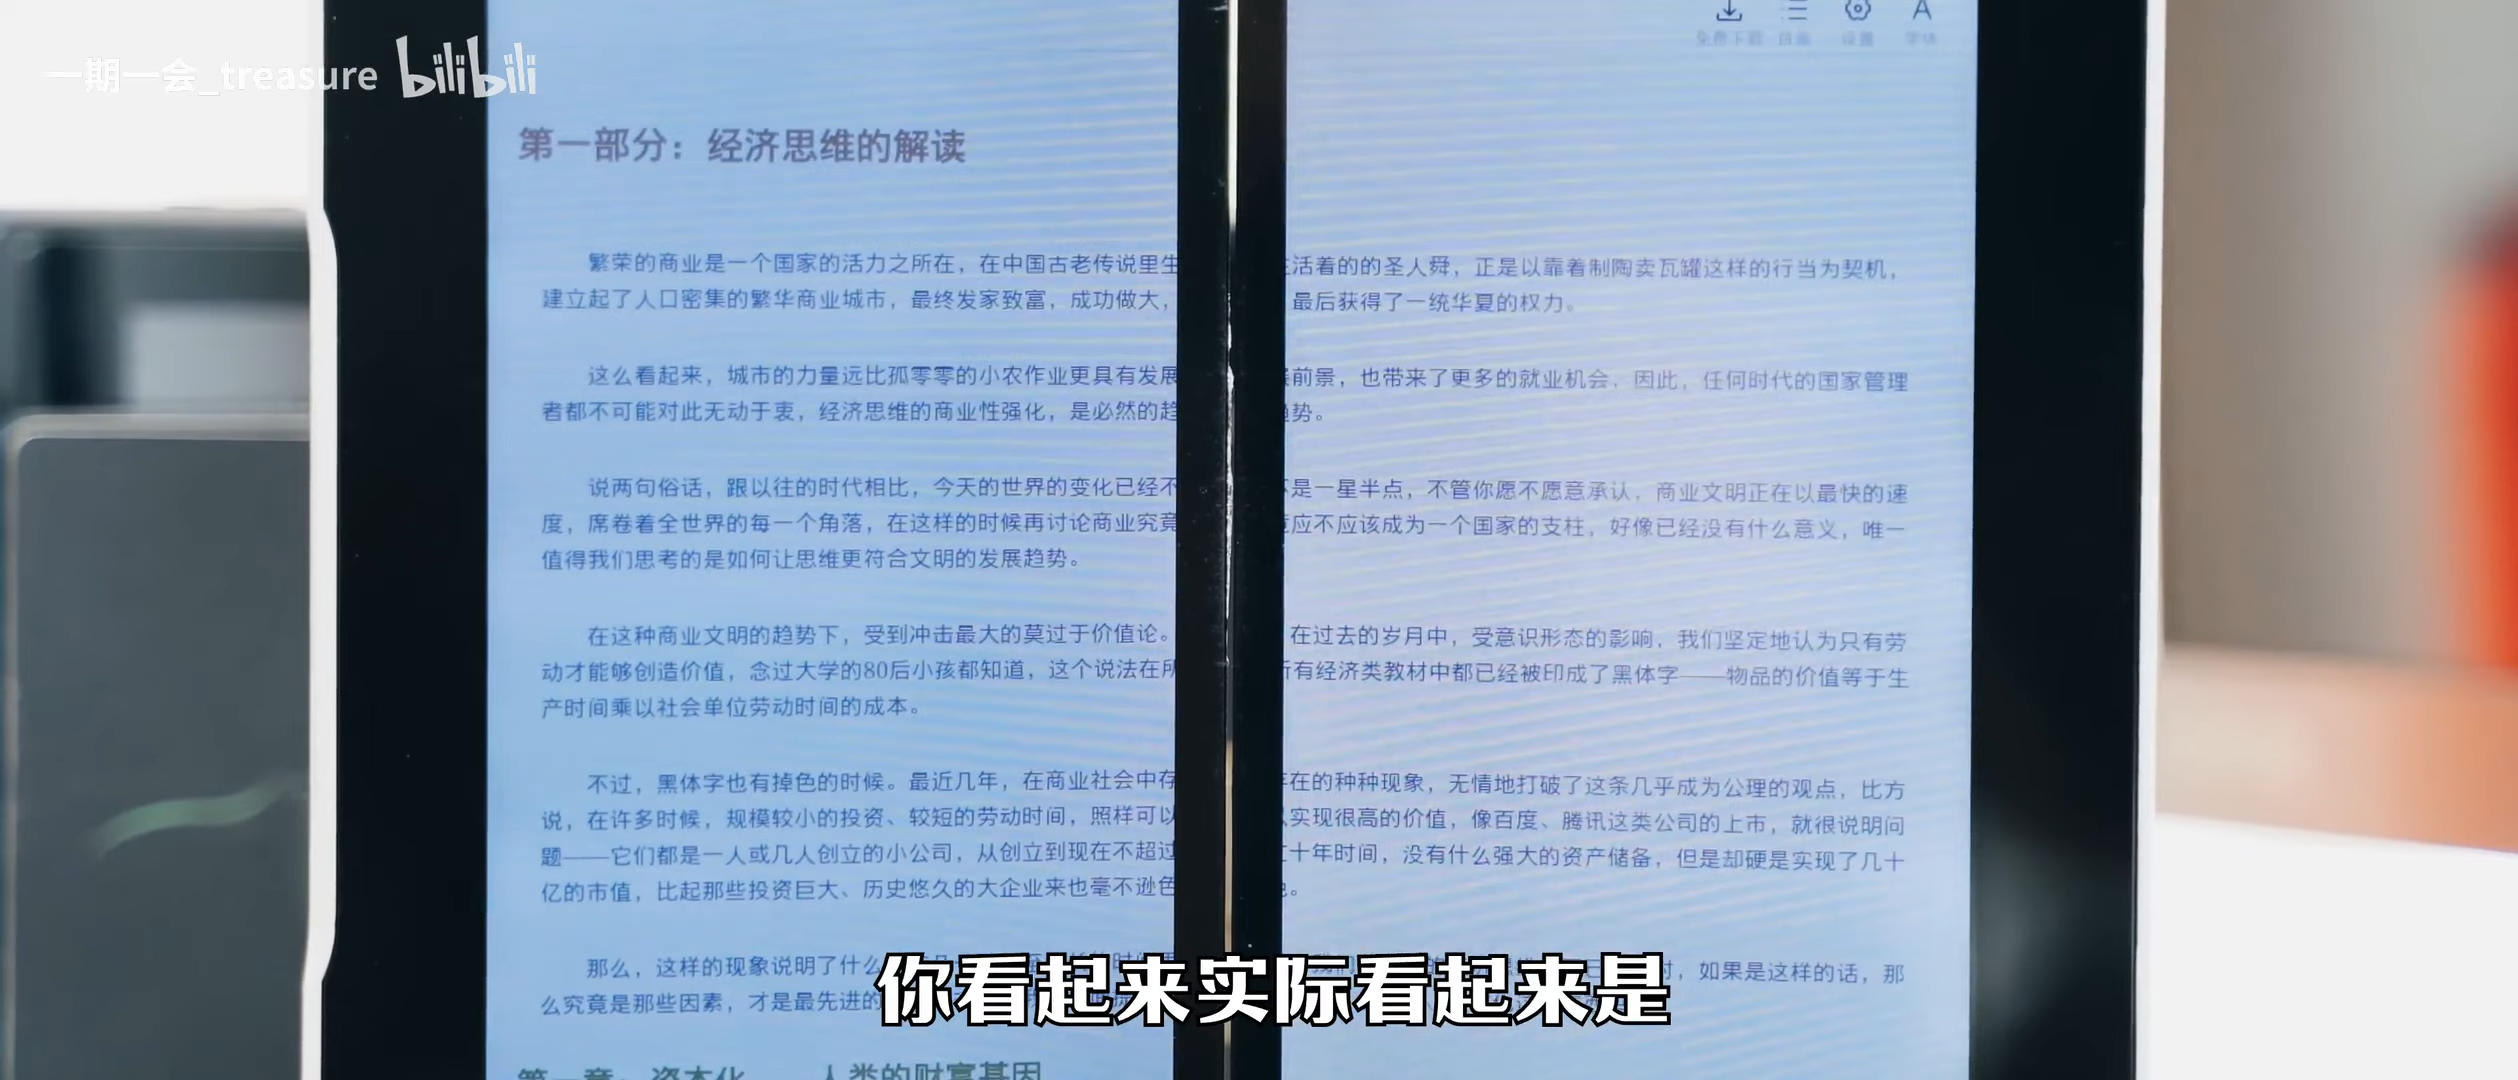 一期一会_treasure bilibili
免费下载 目录 设置 字体
第一部分：经济思维的解读
繁荣的商业是一个国家的活力之所在，在中国古老传说里生活着的的圣人舜，正是以靠着制陶卖瓦罐这样的行当为契机，
建立起了人口密集的繁华商业城市，最终发家致富，成功做大，最后获得了一统华夏的权力。
这么看起来，城市的力量远比孤零零的小农作业更具有发展前景，也带来了更多的就业机会，因此，任何时代的国家管理
者都不可能对此无动于衷，经济思维的商业性强化，是必然的趋势。
说两句俗话，跟以往的时代相比，今天的世界的变化已经不是一星半点，不管你愿不愿意承认，商业文明正在以最快的速
度，席卷着全世界的每一个角落，在这样的时候再讨论商业究竟应不应该成为一个国家的支柱，好像已经没有什么意义，唯一
值得我们思考的是如何让思维更符合文明的发展趋势。
在这种商业文明的趋势下，受到冲击最大的莫过于价值论。在过去的岁月中，受意识形态的影响，我们坚定地认为只有劳
动才能够创造价值，念过大学的80后小孩都知道，这个说法在所有经济类教材中都已经被印成了黑体字——物品的价值等于生
产时间乘以社会单位劳动时间的成本。
不过，黑体字也有掉色的时候。最近几年，在商业社会中存在的种种现象，无情地打破了这条几乎成为公理的观点，比方
说，在许多时候，规模较小的投资、较短的劳动时间，照样可以实现很高的价值，像百度、腾讯这类公司的上市，就很说明问
题——它们都是一人或几人创立的小公司，从创立到现在不超过十年时间，没有什么强大的资产储备，但是却硬是实现了几十
亿的市值，比起那些投资巨大、历史悠久的大企业来也毫不逊色。
那么，这样的现象说明了什么 时，如果是这样的话，那
么究竟是那些因素，才是最先进的
你看起来实际看起来是
第一章：资本化——人类的财富基因